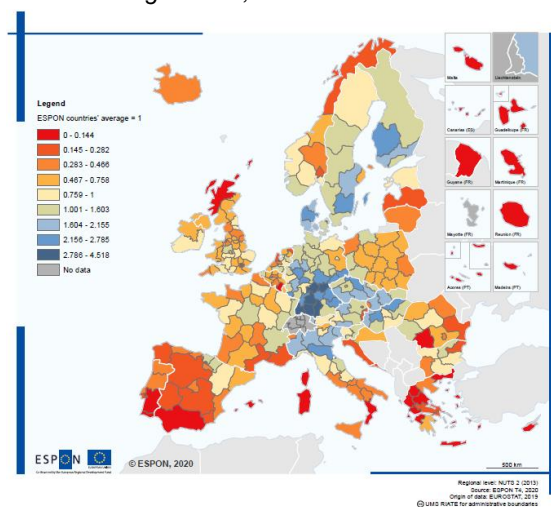 Legend
ESPON countries' average = 1
0 - 0.144
0.145 - 0.282
0.283 - 0.466
0.467 - 0.758
0.759 - 1
1.001 - 1.603
1.604 - 2.155
2.156 - 2.785
2.786 - 4.518
No data
Malta
Liechtenstein
Canarias (ES)
Guadeloupe (FR)
Guyane (FR)
Martinique (FR)
Mayotte (FR)
Reunion (FR)
Acores (PT)
Madeira (PT)
ESPON
© ESPON, 2020
500 km
Regional level: NUTS 2 (2013)
Source: ESPON T4, 2020
Origin of data: EUROSTAT, 2019
© UMS RIATE for administrative boundaries